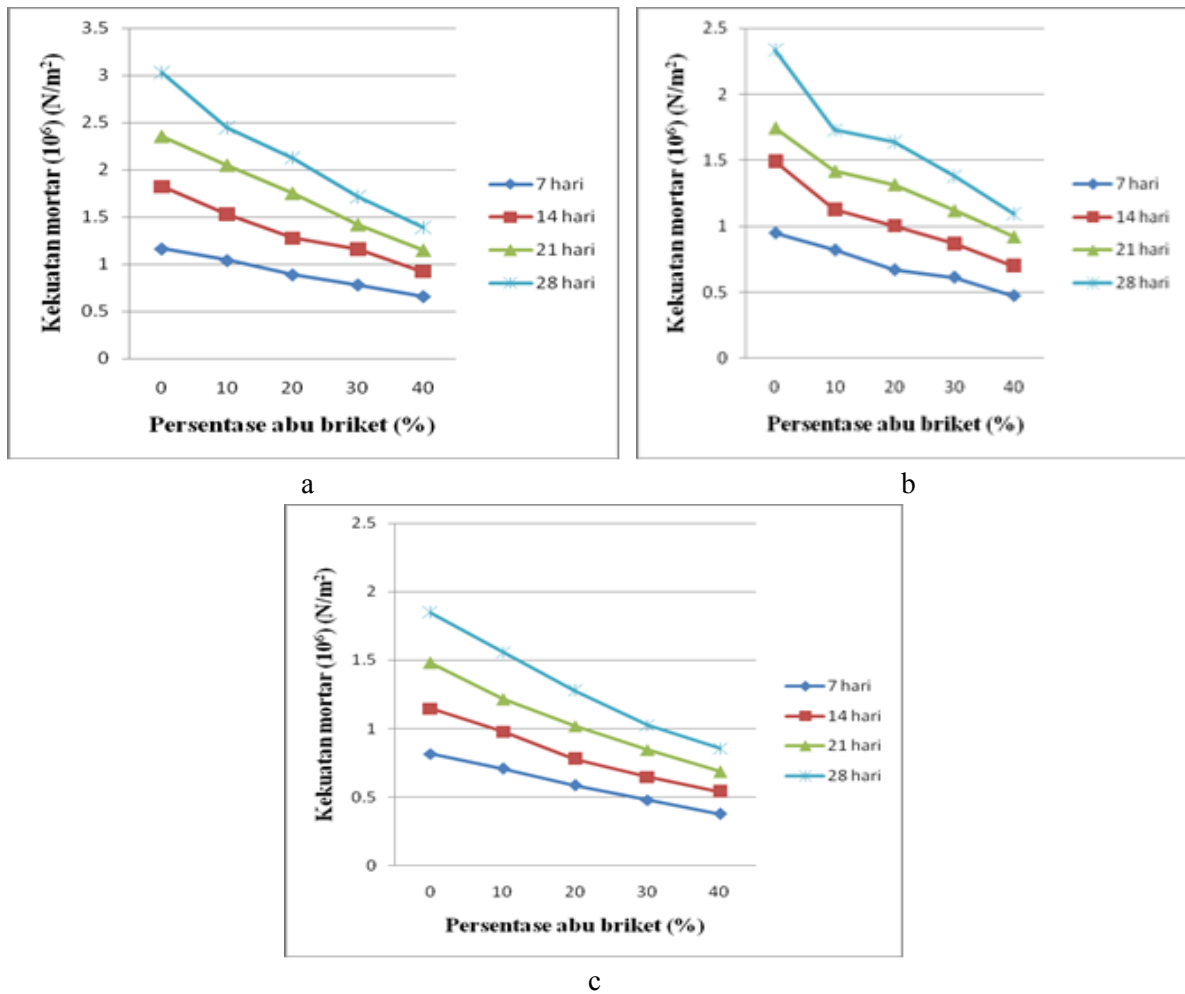 Kekuatan mortar (10⁶) (N/m²)
3.5
3
2.5
2
1.5
1
0.5
0
0 10 20 30 40
Persentase abu briket (%)
7 hari
14 hari
21 hari
28 hari
a
Kekuatan mortar (10⁶) (N/m²)
2.5
2
1.5
1
0.5
0
0 10 20 30 40
Persentase abu briket (%)
7 hari
14 hari
21 hari
28 hari
b
Kekuatan mortar (10⁶) (N/m²)
2.5
2
1.5
1
0.5
0
0 10 20 30 40
Persentase abu briket (%)
7 hari
14 hari
21 hari
28 hari
c